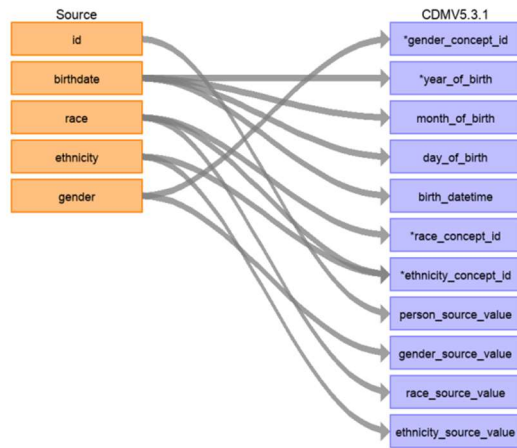 Source
id
birthdate
race
ethnicity
gender
CDMV5.3.1
*gender_concept_id
*year_of_birth
month_of_birth
day_of_birth
birth_datetime
*race_concept_id
*ethnicity_concept_id
person_source_value
gender_source_value
race_source_value
ethnicity_source_value